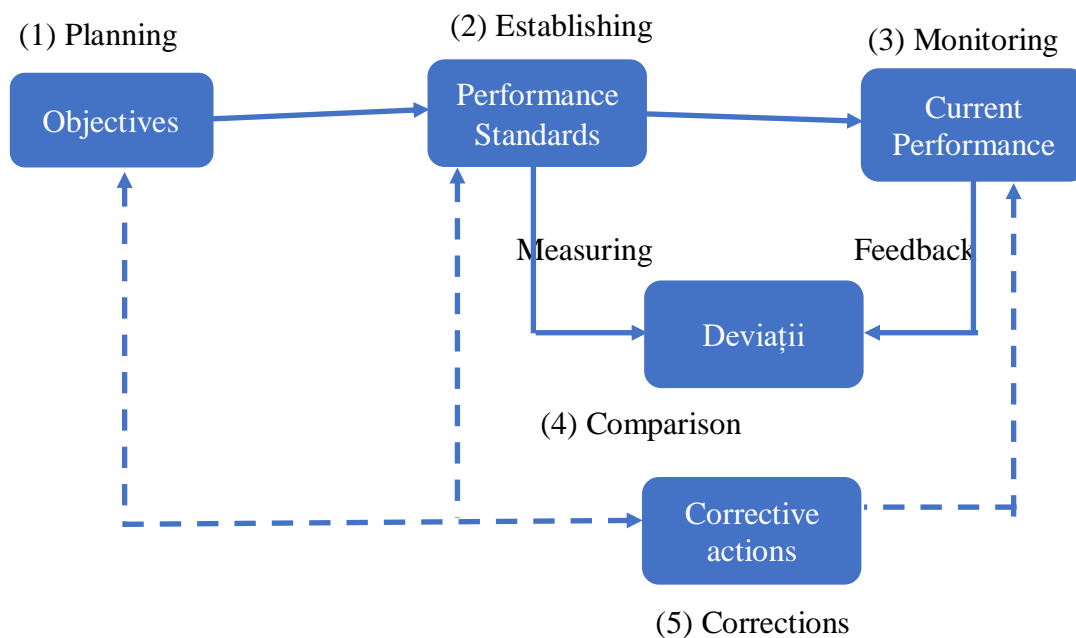 (1) Planning
(2) Establishing
(3) Monitoring
Objectives
Performance
Standards
Current
Performance
Measuring
Feedback
Deviații
(4) Comparison
Corrective
actions
(5) Corrections